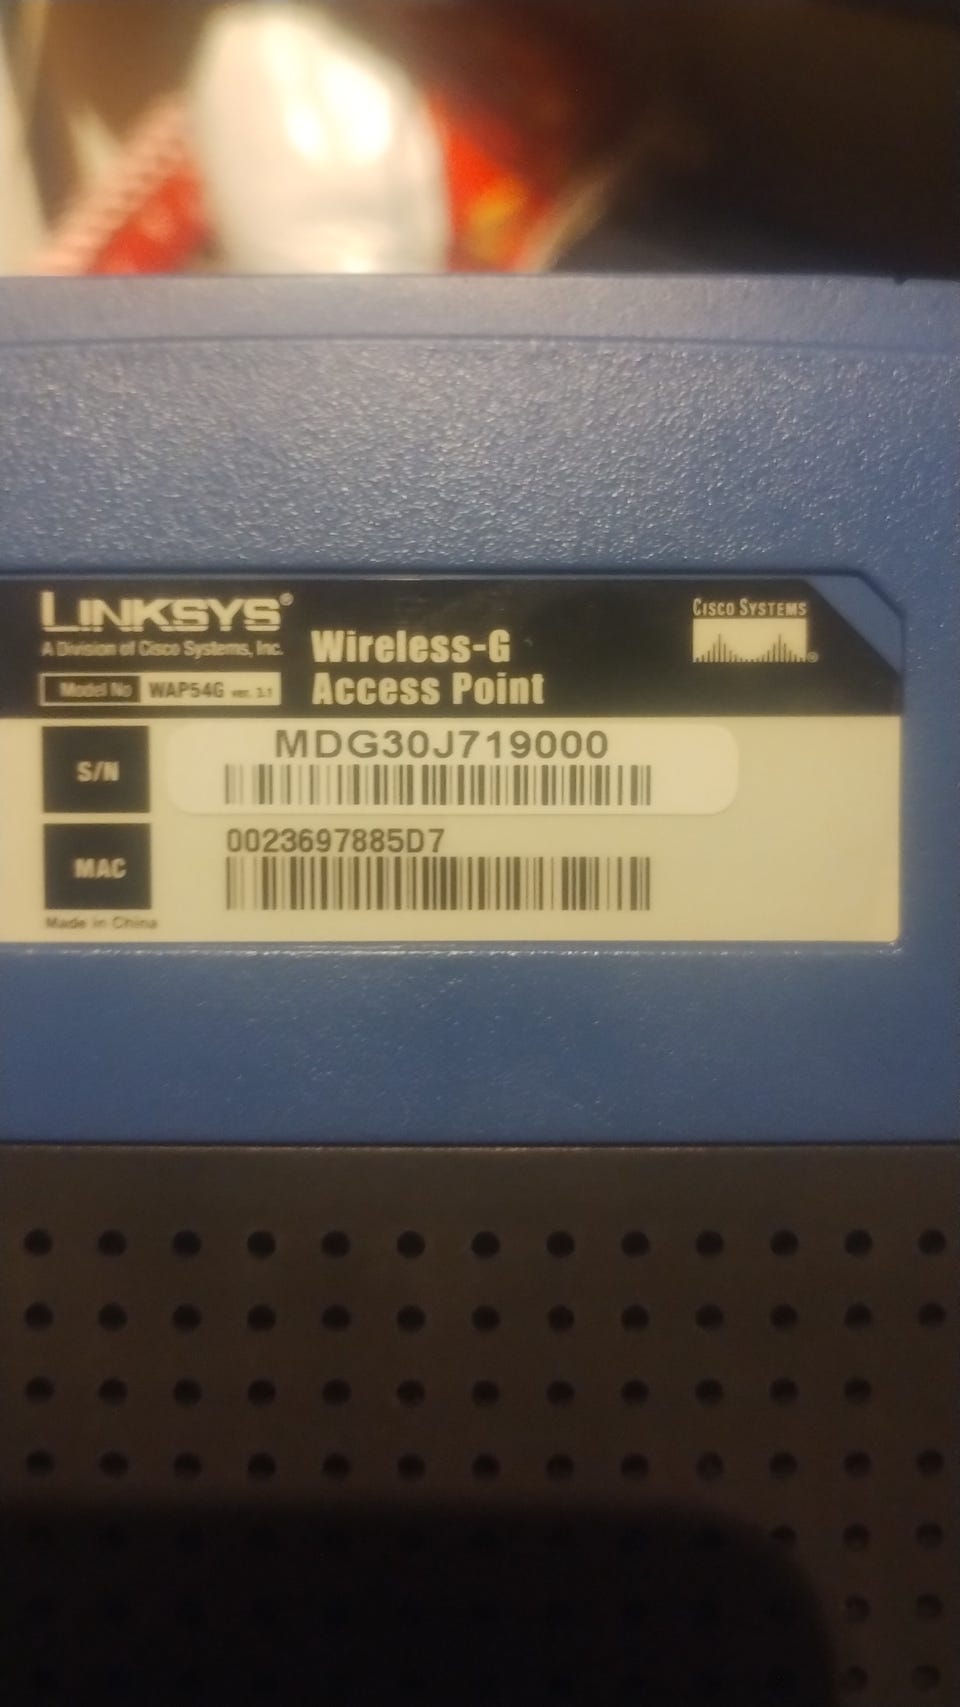 LINKSYS®
A Division of Cisco Systems, Inc.
Model No WAP54G ver. 3.1
Wireless-G
Access Point
CISCO SYSTEMS
®
S/N
MDG30J719000
MAC
0023697885D7
Made in China